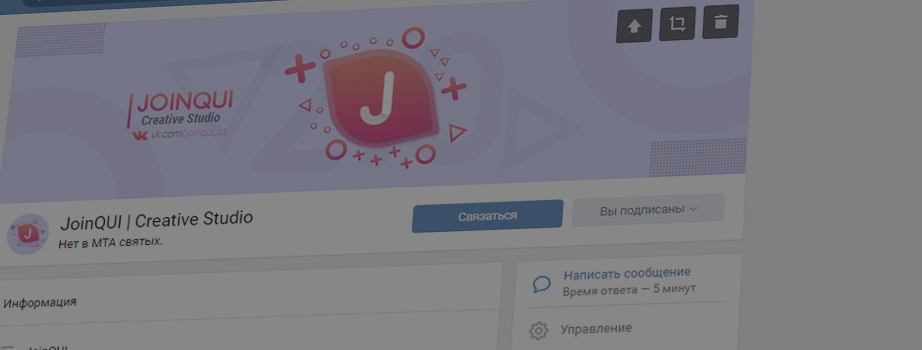 JOINQUI
Creative Studio
vk.com/joinqui_cs
J
JoinQUI | Creative Studio
Нет в МТА святых.
Связаться
Вы подписаны
Информация
Написать сообщение
Время ответа — 5 минут
Управление
JoinQUI